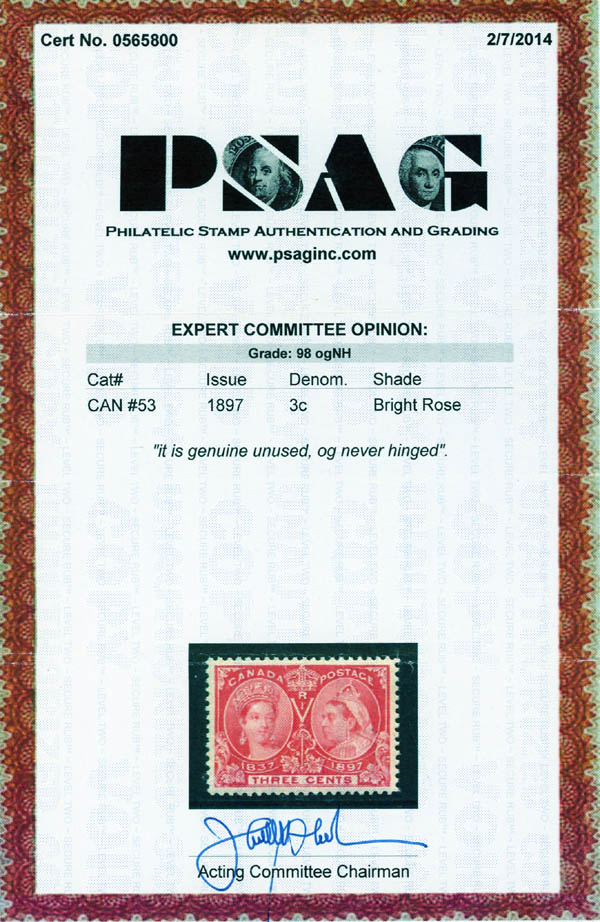 Cert No. 0565800 2/7/2014
PSAG
PHILATELIC STAMP AUTHENTICATION AND GRADING
www.psaginc.com
EXPERT COMMITTEE OPINION:
Grade: 98 ogNH
Cat# Issue Denom. Shade
CAN #53 1897 3c Bright Rose
"it is genuine unused, og never hinged".
CANADA POSTAGE
V R I
1837 1897
THREE CENTS
Acting Committee Chairman